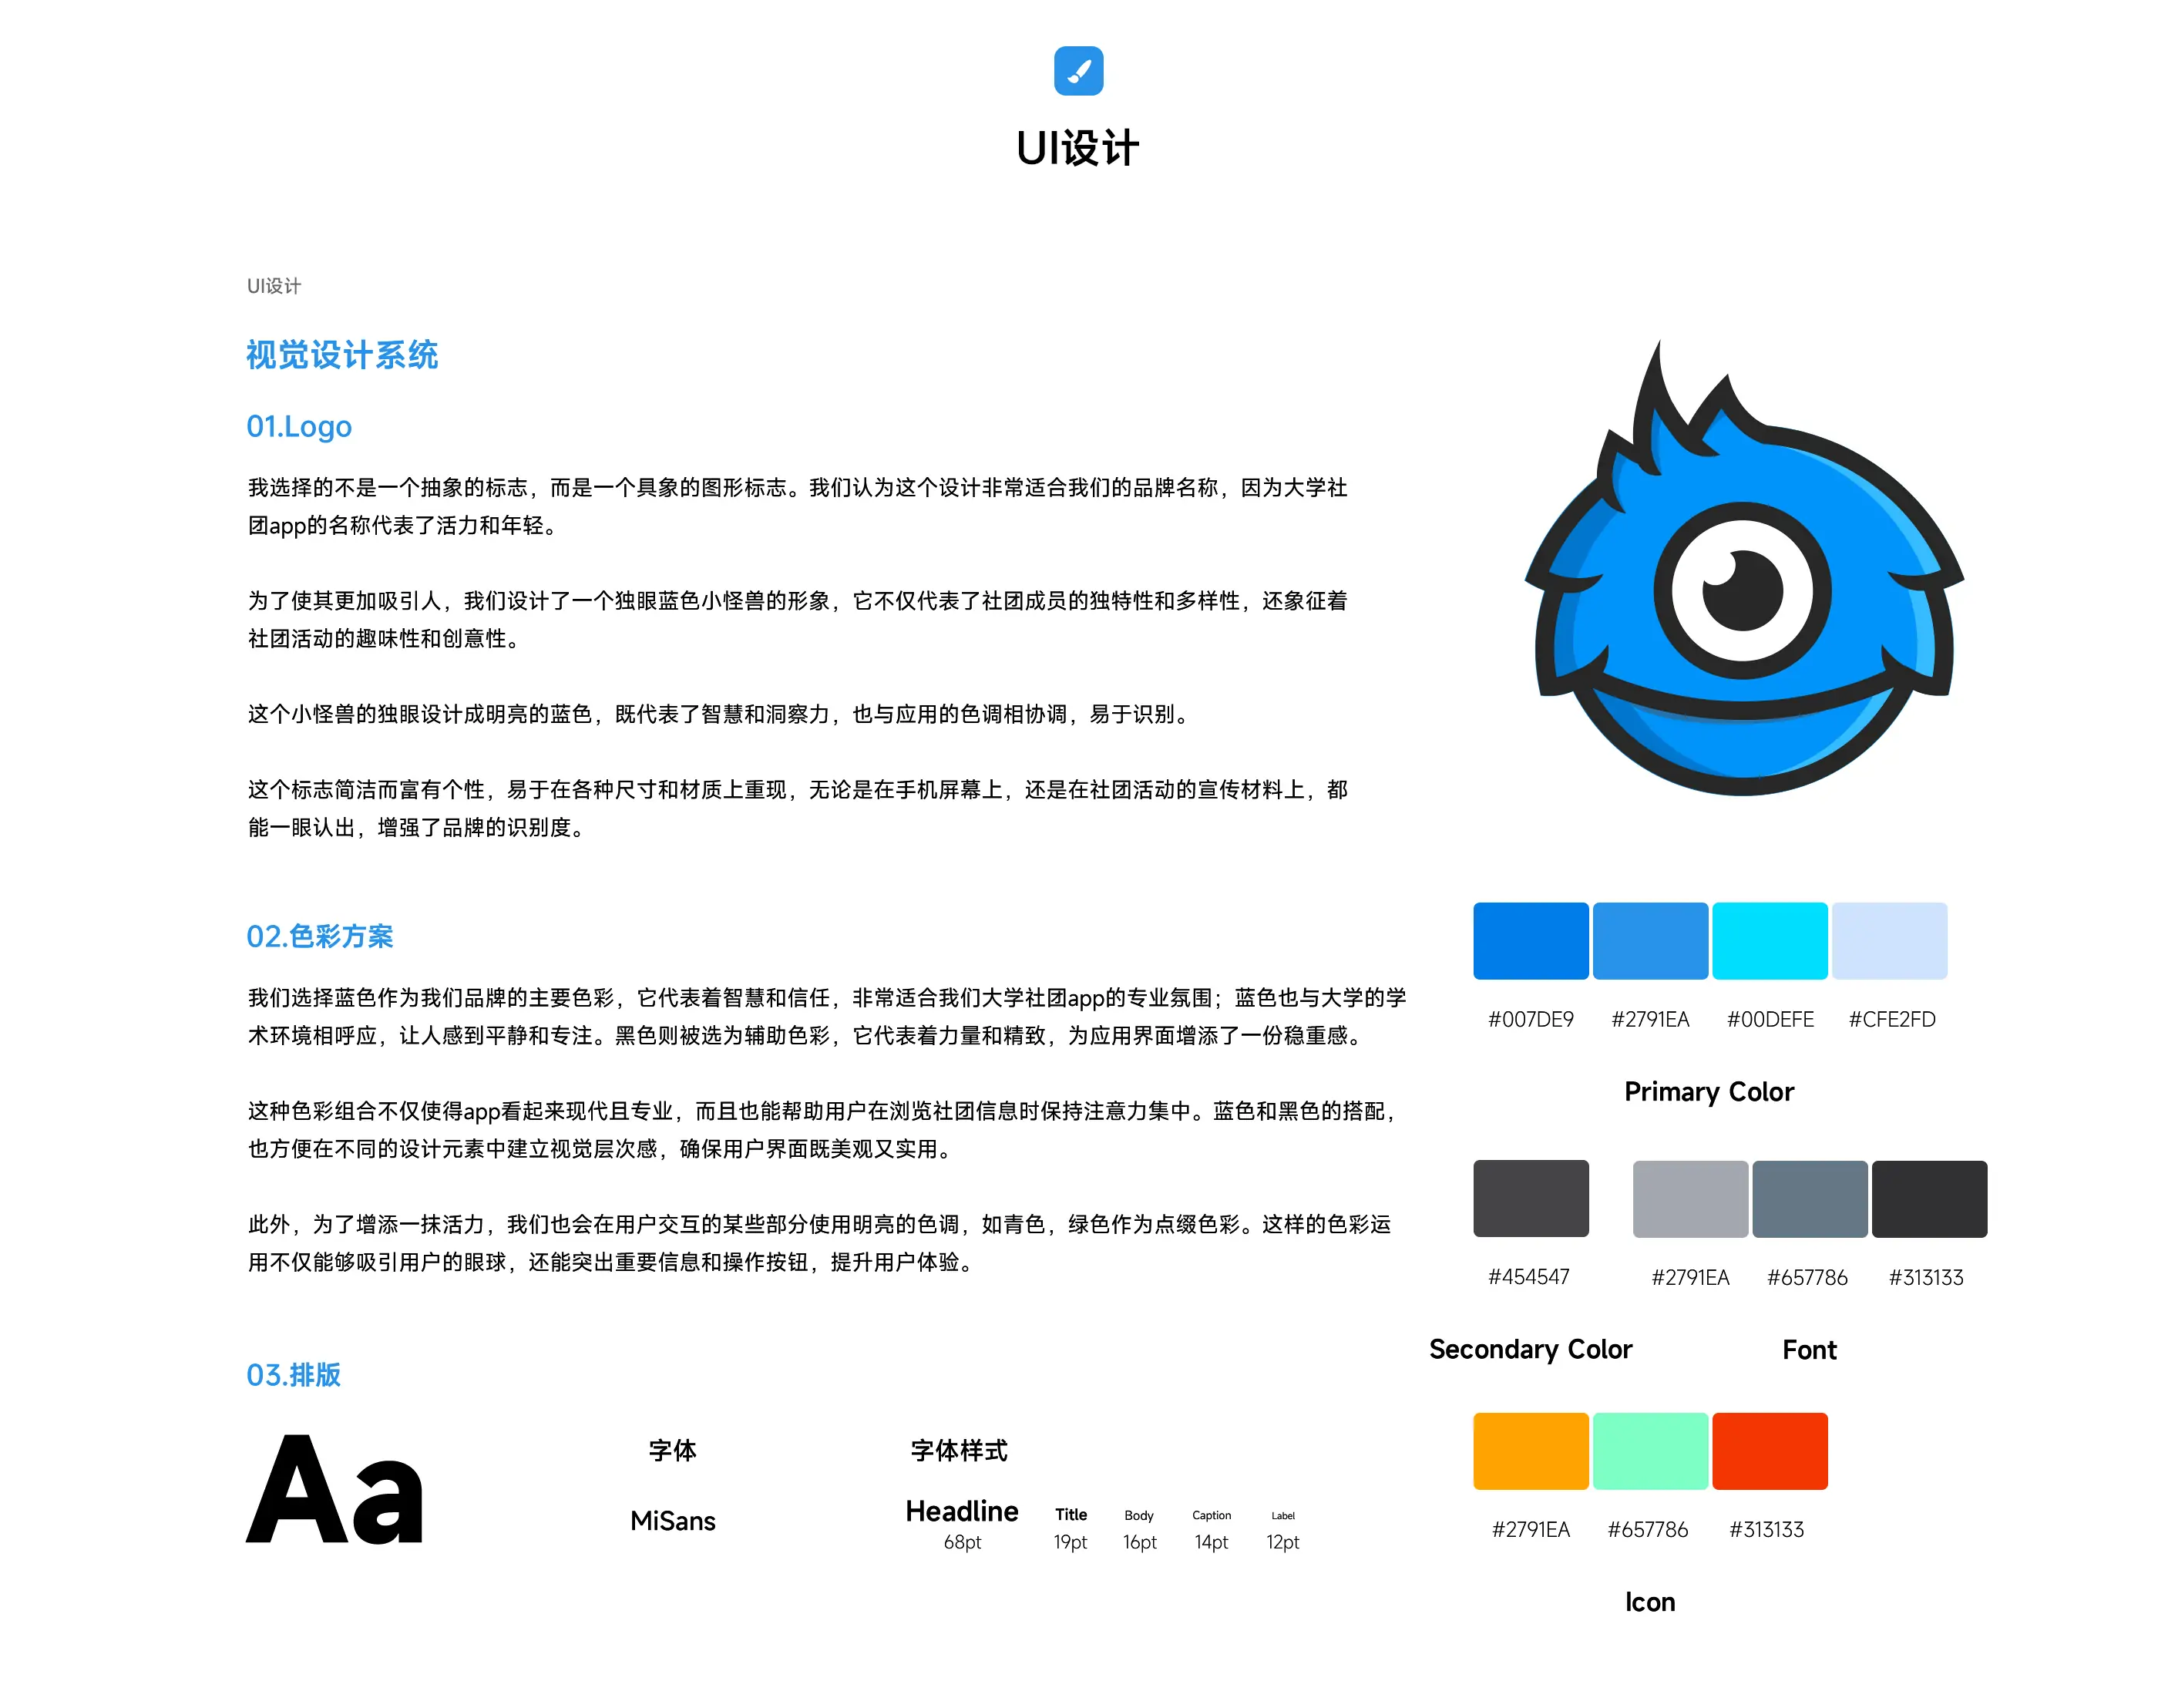 UI设计
UI设计
视觉设计系统
01.Logo
我选择的不是一个抽象的标志，而是一个具象的图形标志。我们认为这个设计非常适合我们的品牌名称，因为大学社
团app的名称代表了活力和年轻。
为了使其更加吸引人，我们设计了一个独眼蓝色小怪兽的形象，它不仅代表了社团成员的独特性和多样性，还象征着
社团活动的趣味性和创意性。
这个小怪兽的独眼设计成明亮的蓝色，既代表了智慧和洞察力，也与应用的色调相协调，易于识别。
这个标志简洁而富有个性，易于在各种尺寸和材质上重现，无论是在手机屏幕上，还是在社团活动的宣传材料上，都
能一眼认出，增强了品牌的识别度。
02.色彩方案
我们选择蓝色作为我们品牌的主要色彩，它代表着智慧和信任，非常适合我们大学社团app的专业氛围；蓝色也与大学的学
术环境相呼应，让人感到平静和专注。黑色则被选为辅助色彩，它代表着力量和精致，为应用界面增添了一份稳重感。
这种色彩组合不仅使得app看起来现代且专业，而且也能帮助用户在浏览社团信息时保持注意力集中。蓝色和黑色的搭配，
也方便在不同的设计元素中建立视觉层次感，确保用户界面既美观又实用。
此外，为了增添一抹活力，我们也会在用户交互的某些部分使用明亮的色调，如青色，绿色作为点缀色彩。这样的色彩运
用不仅能够吸引用户的眼球，还能突出重要信息和操作按钮，提升用户体验。
#007DE9 #2791EA #00DEFE #CFE2FD
Primary Color
#454547 #2791EA #657786 #313133
Secondary Color Font
03.排版
Aa
字体
MiSans
字体样式
Headline Title Body Caption Label
68pt 19pt 16pt 14pt 12pt
#2791EA #657786 #313133
Icon